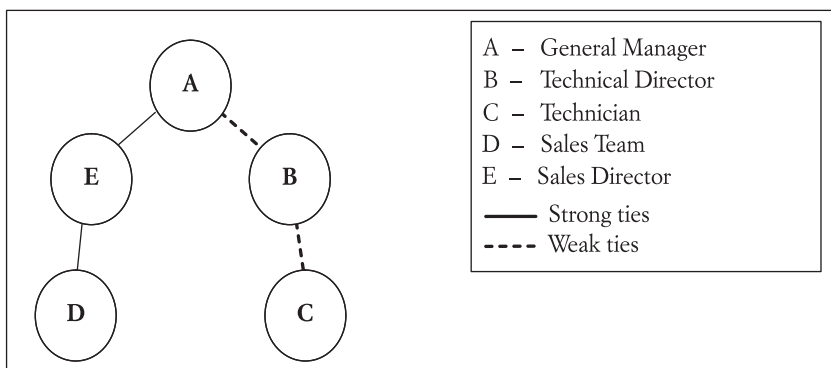 A
E
B
D
C
A – General Manager
B – Technical Director
C – Technician
D – Sales Team
E – Sales Director
Strong ties
Weak ties